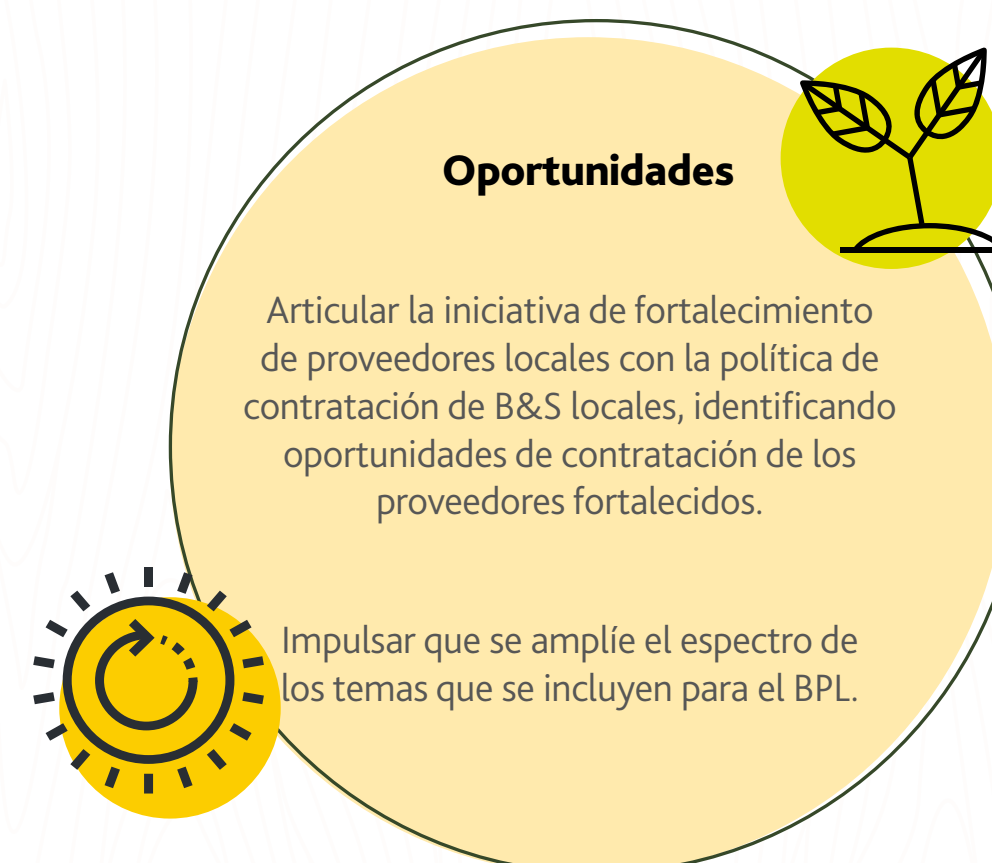 Oportunidades
Articular la iniciativa de fortalecimiento
de proveedores locales con la política de
contratación de B&S locales, identificando
oportunidades de contratación de los
proveedores fortalecidos.
Impulsar que se amplíe el espectro de
los temas que se incluyen para el BPL.